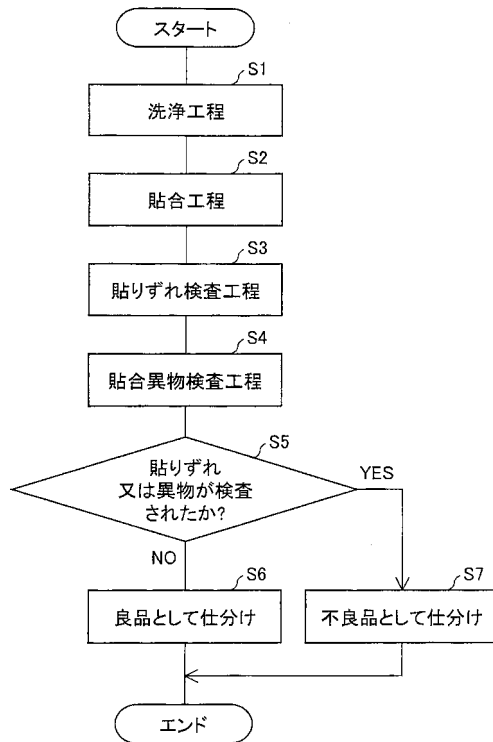 スタート
S1
洗浄工程
S2
貼合工程
S3
貼りずれ検査工程
S4
貼合異物検査工程
S5
貼りずれ
又は異物が検査
されたか?
YES
NO
S6
良品として仕分け
S7
不良品として仕分け
エンド